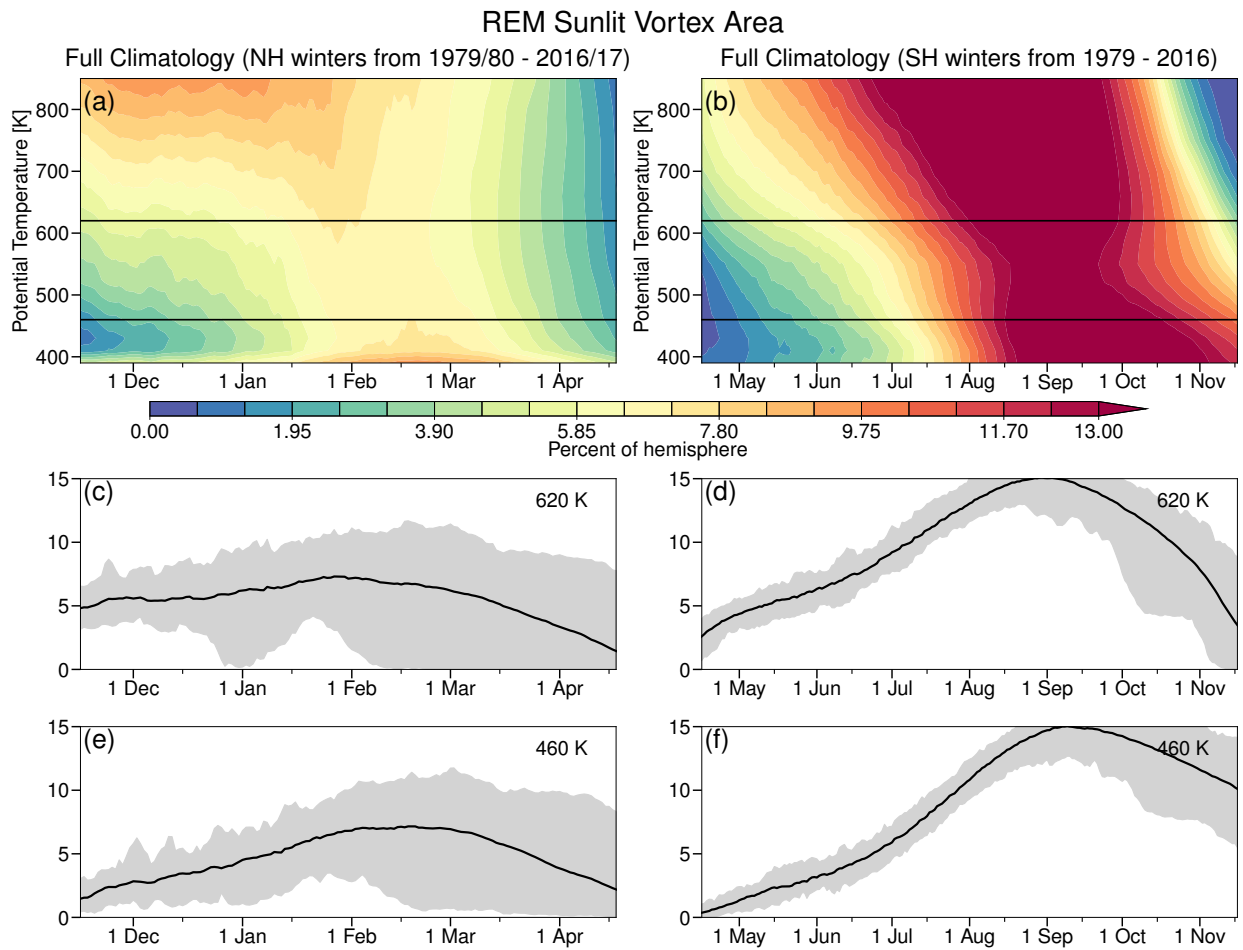 REM Sunlit Vortex Area
Full Climatology (NH winters from 1979/80 - 2016/17)
Full Climatology (SH winters from 1979 - 2016)
(a)
Potential Temperature [K]
800
700
600
500
400
1 Dec 1 Jan 1 Feb 1 Mar 1 Apr
(b)
Potential Temperature [K]
800
700
600
500
400
1 May 1 Jun 1 Jul 1 Aug 1 Sep 1 Oct 1 Nov
0.00 1.95 3.90 5.85 7.80 9.75 11.70 13.00
Percent of hemisphere
(c)
620 K
15
10
5
0
1 Dec 1 Jan 1 Feb 1 Mar 1 Apr
(d)
620 K
15
10
5
0
1 May 1 Jun 1 Jul 1 Aug 1 Sep 1 Oct 1 Nov
(e)
460 K
15
10
5
0
1 Dec 1 Jan 1 Feb 1 Mar 1 Apr
(f)
460 K
15
10
5
0
1 May 1 Jun 1 Jul 1 Aug 1 Sep 1 Oct 1 Nov